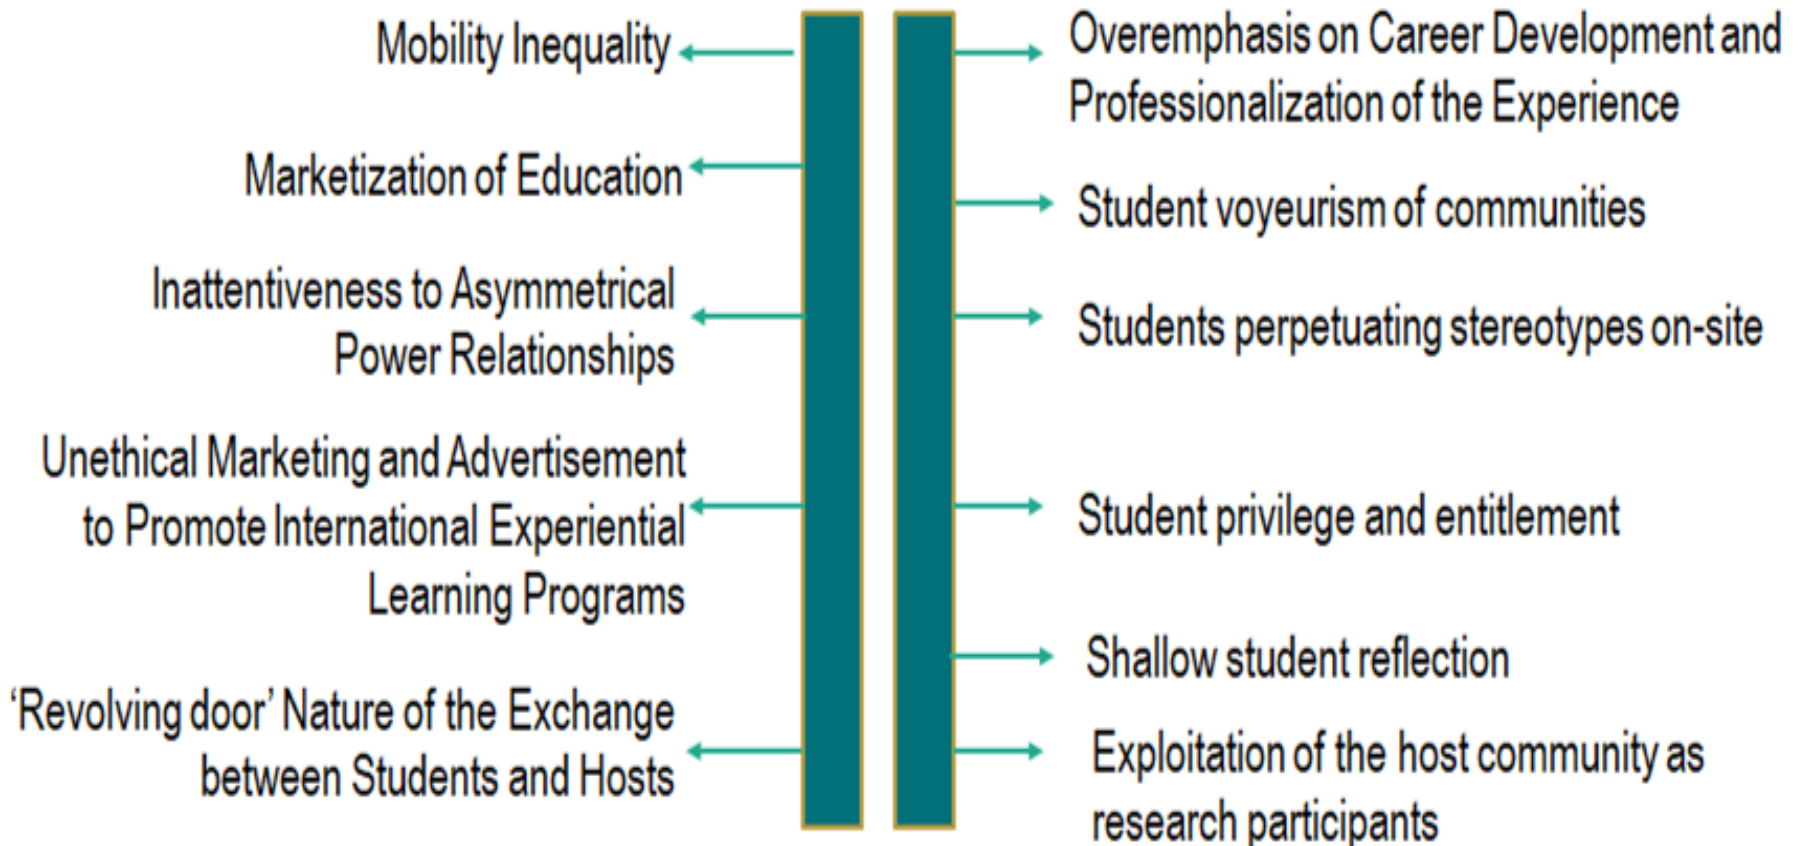 Mobility Inequality
Marketization of Education
Inattentiveness to Asymmetrical
Power Relationships
Unethical Marketing and Advertisement
to Promote International Experiential
Learning Programs
‘Revolving door’ Nature of the Exchange
between Students and Hosts
Overemphasis on Career Development and
Professionalization of the Experience
Student voyeurism of communities
Students perpetuating stereotypes on-site
Student privilege and entitlement
Shallow student reflection
Exploitation of the host community as
research participants